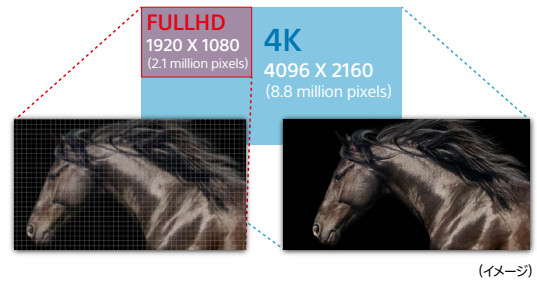 FULLHD
1920 X 1080
(2.1 million pixels)
4K
4096 X 2160
(8.8 million pixels)
(イメージ)